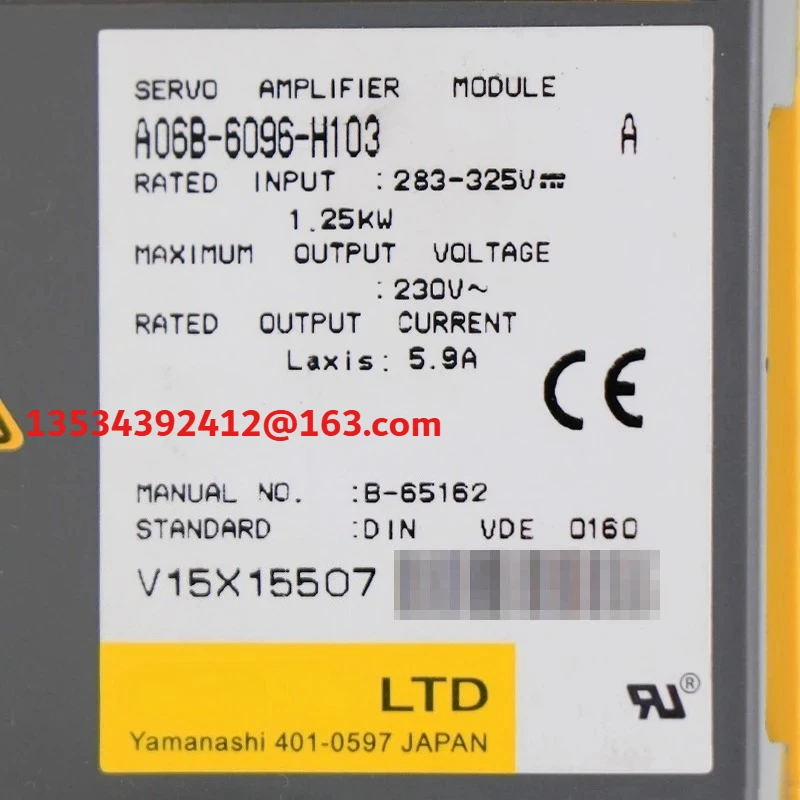 SERVO AMPLIFIER MODULE
A06B-6096-H103 A
RATED INPUT : 283-325V⎓
1.25KW
MAXIMUM OUTPUT VOLTAGE
: 230V~
RATED OUTPUT CURRENT
Laxis: 5.9A
CE
13534392412@163.com
MANUAL NO. :B-65162
STANDARD :DIN VDE 0160
V15X15507
LTD
RU®
Yamanashi 401-0597 JAPAN